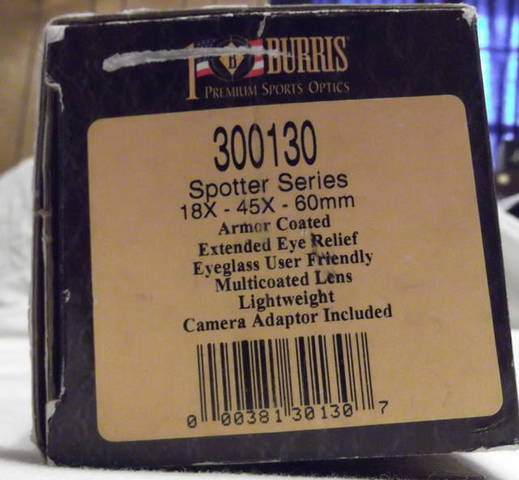 B
BURRIS
PREMIUM SPORTS OPTICS
300130
Spotter Series
18X - 45X - 60mm
Armor Coated
Extended Eye Relief
Eyeglass User Friendly
Multicoated Lens
Lightweight
Camera Adaptor Included
0 00381 30130 7